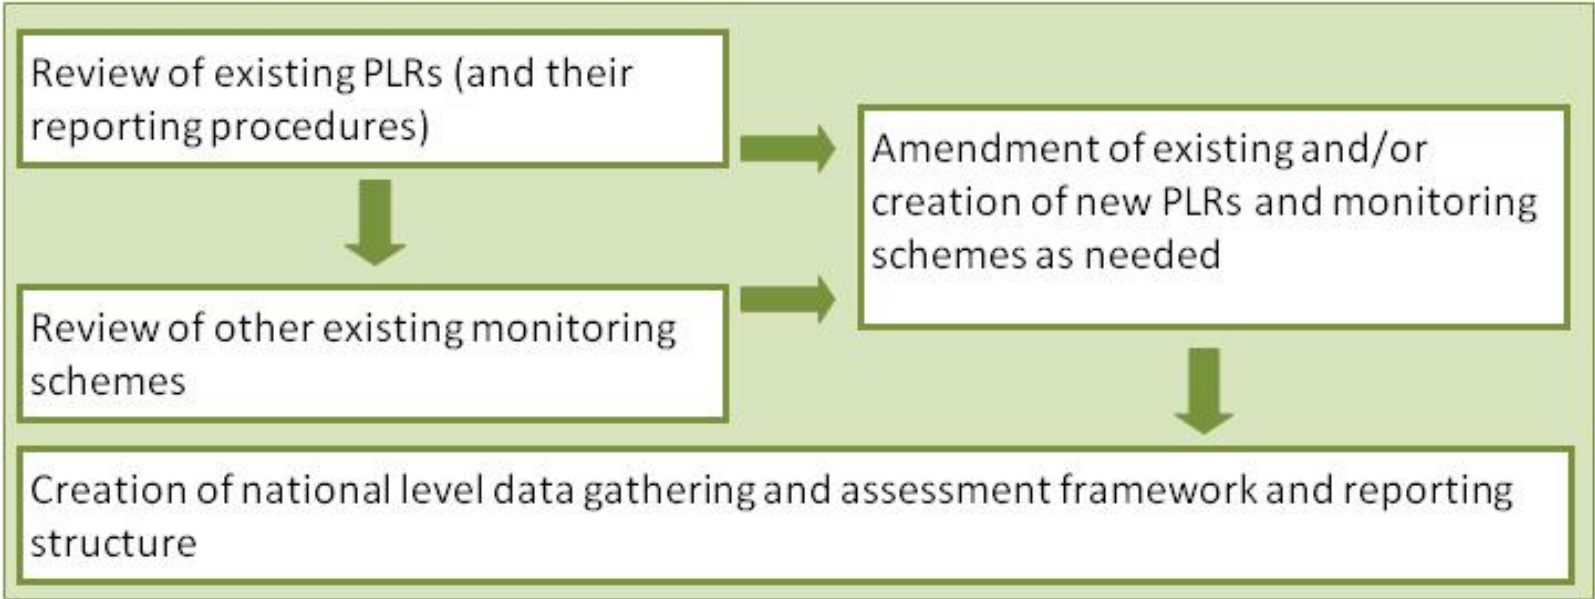 Review of existing PLRs (and their
reporting procedures)
Amendment of existing and/or
creation of new PLRs and monitoring
schemes as needed
Review of other existing monitoring
schemes
Creation of national level data gathering and assessment framework and reporting
structure